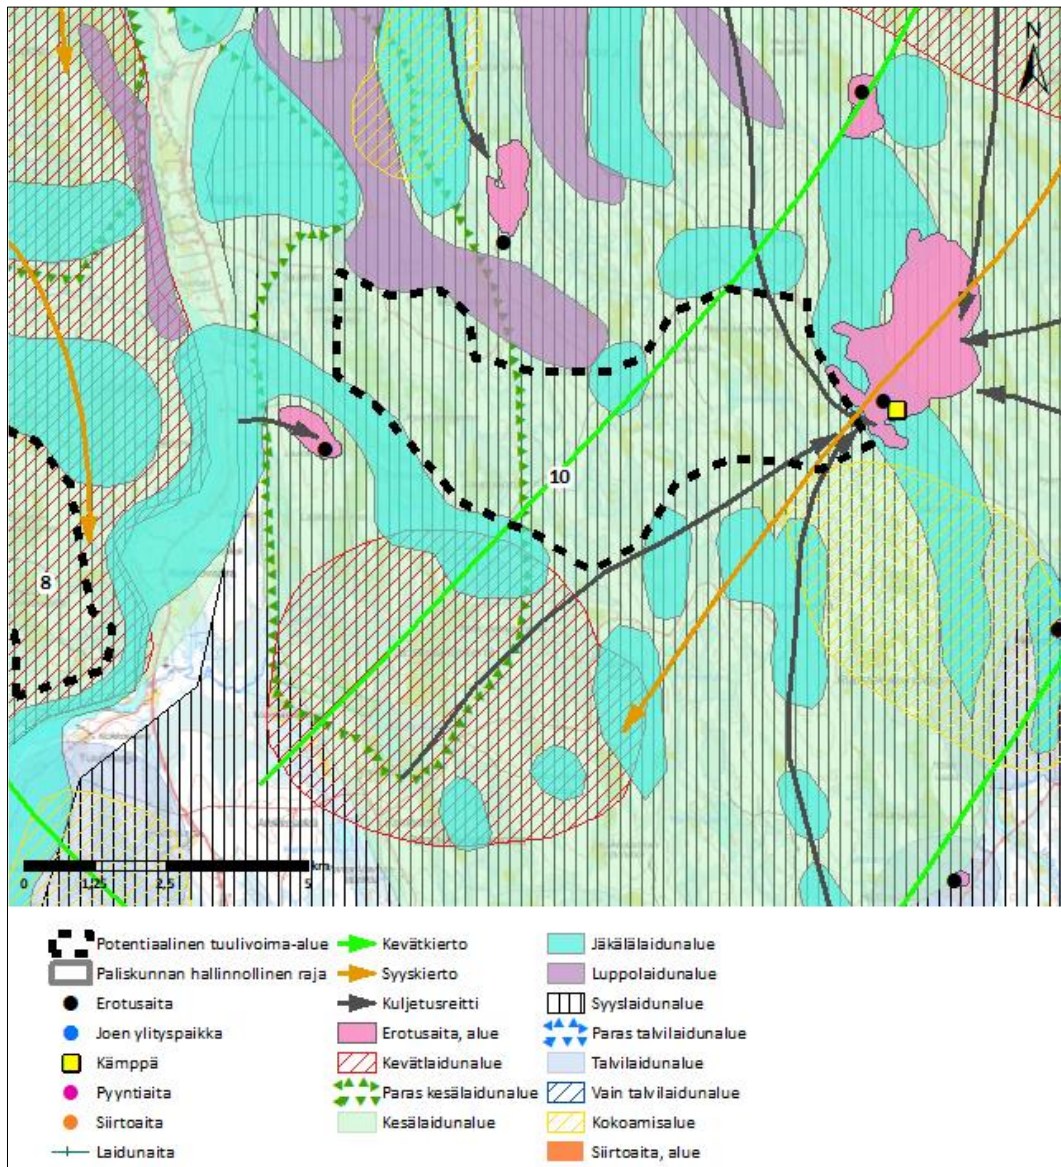 N
10
8
km
0 1,25 2,5 5
Potentiaalinen tuulivoima-alue
Paliskunnan hallinnollinen raja
Erotusaita
Joen ylityspaikka
Kämppä
Pyyntiaita
Siirtoaita
Laidunaita
Kevätkierto
Syyskierto
Kuljetusreitti
Erotusaita, alue
Kevätlaidunalue
Paras kesälaidunalue
Kesälaidunalue
Jäkälälaidunalue
Luppolaidunalue
Syyslaidunalue
Paras talvilaidunalue
Talvilaidunalue
Vain talvilaidunalue
Kokoamisalue
Siirtoaita, alue